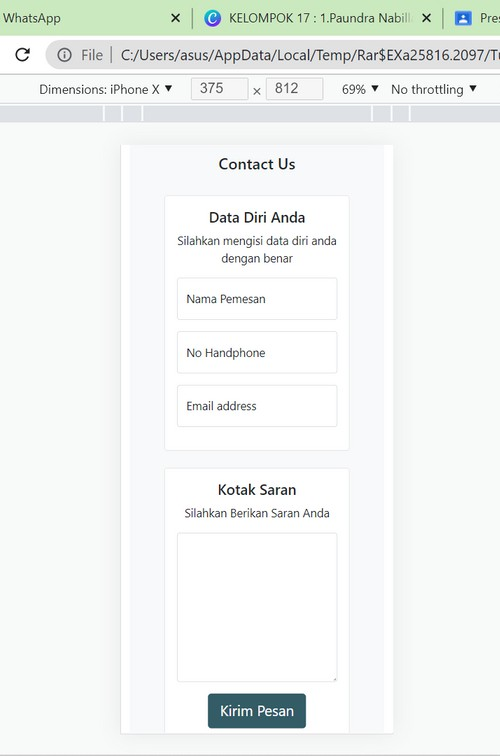 WhatsApp
KELOMPOK 17 : 1.Paundra Nabill
Pres
File
C:/Users/asus/AppData/Local/Temp/Rar$EXa25816.2097/Tu
Dimensions: iPhone X 375 × 812 69% No throttling
Contact Us
Data Diri Anda
Silahkan mengisi data diri anda
dengan benar
Nama Pemesan
No Handphone
Email address
Kotak Saran
Silahkan Berikan Saran Anda
Kirim Pesan